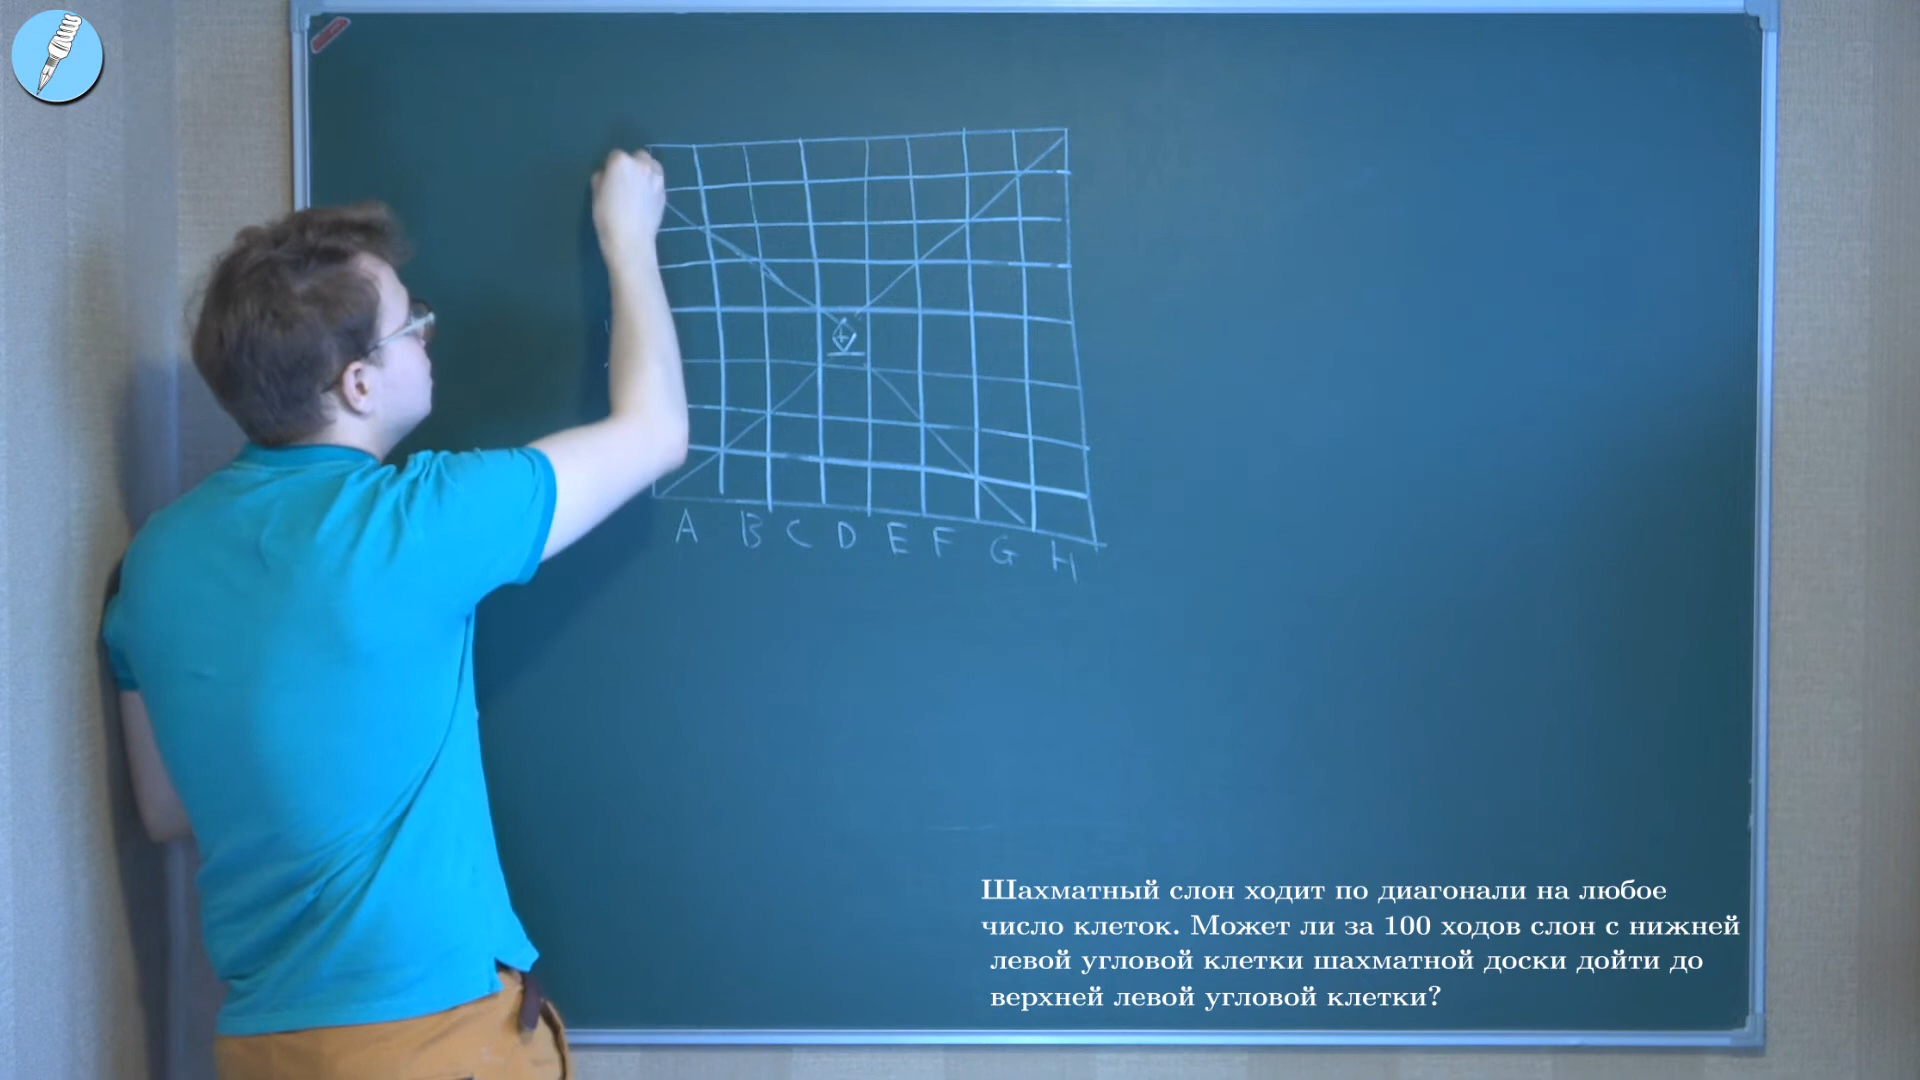 A B C D E F G H
Шахматный слон ходит по диагонали на любое
число клеток. Может ли за 100 ходов слон с нижней
левой угловой клетки шахматной доски дойти до
верхней левой угловой клетки?